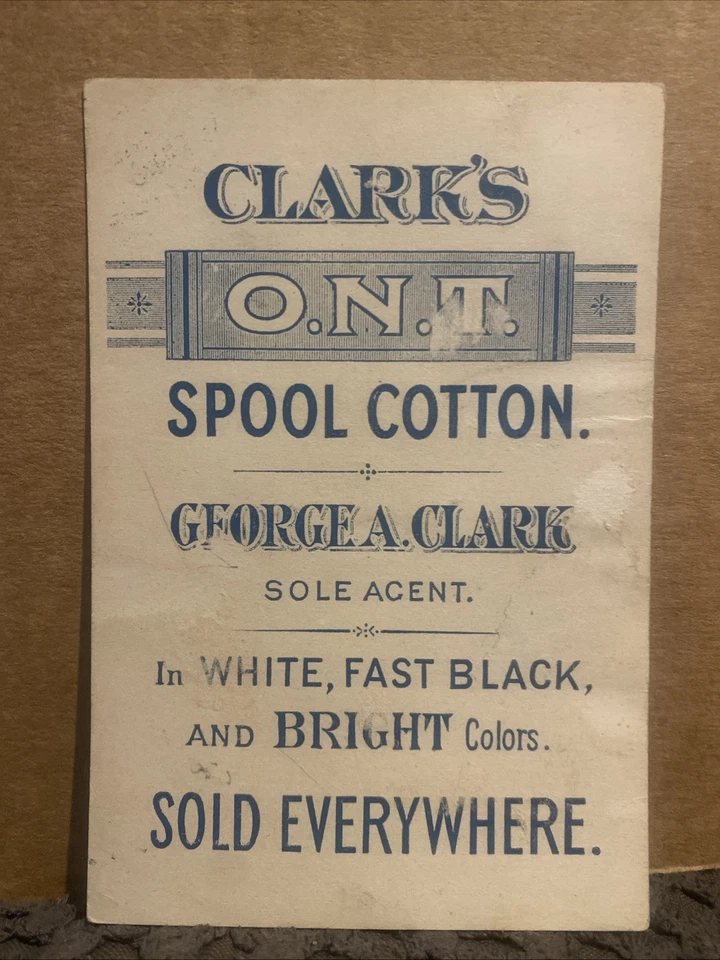 CLARK'S
O.N.T.
SPOOL COTTON.
GEORGE A. CLARK
SOLE AGENT.
In WHITE, FAST BLACK,
AND BRIGHT Colors.
SOLD EVERYWHERE.